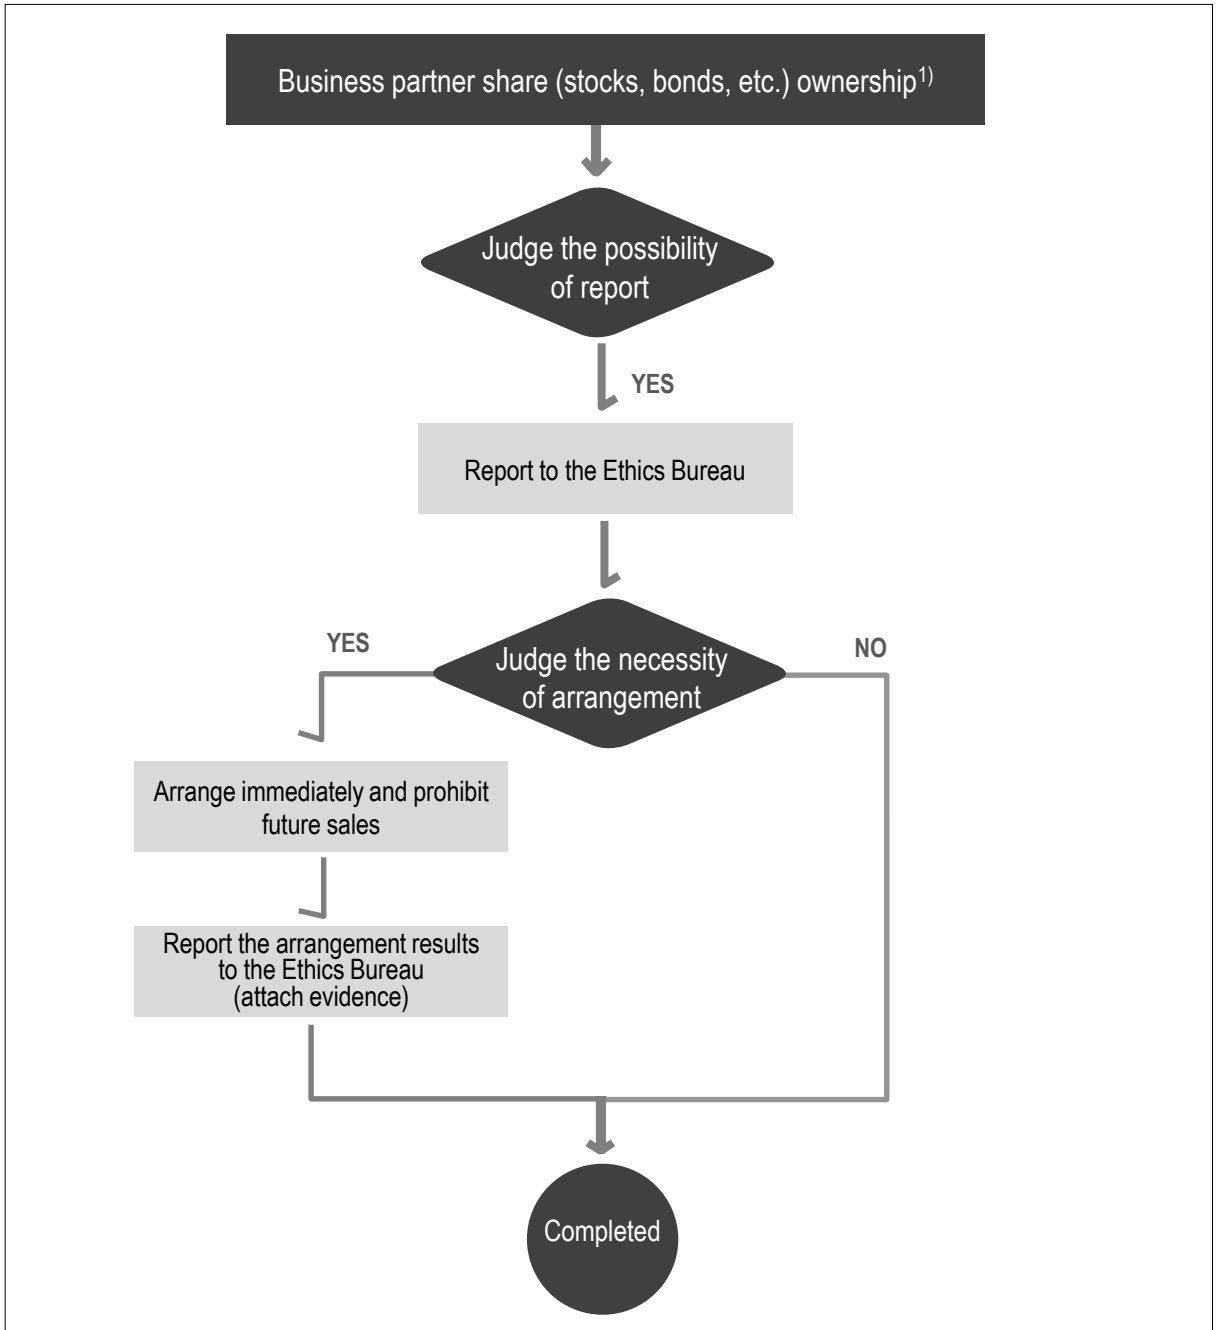 Business partner share (stocks, bonds, etc.) ownership1)
Judge the possibility
of report
YES
Report to the Ethics Bureau
YES
NO
Judge the necessity
of arrangement
Arrange immediately and prohibit
future sales
Report the arrangement results
to the Ethics Bureau
(attach evidence)
Completed